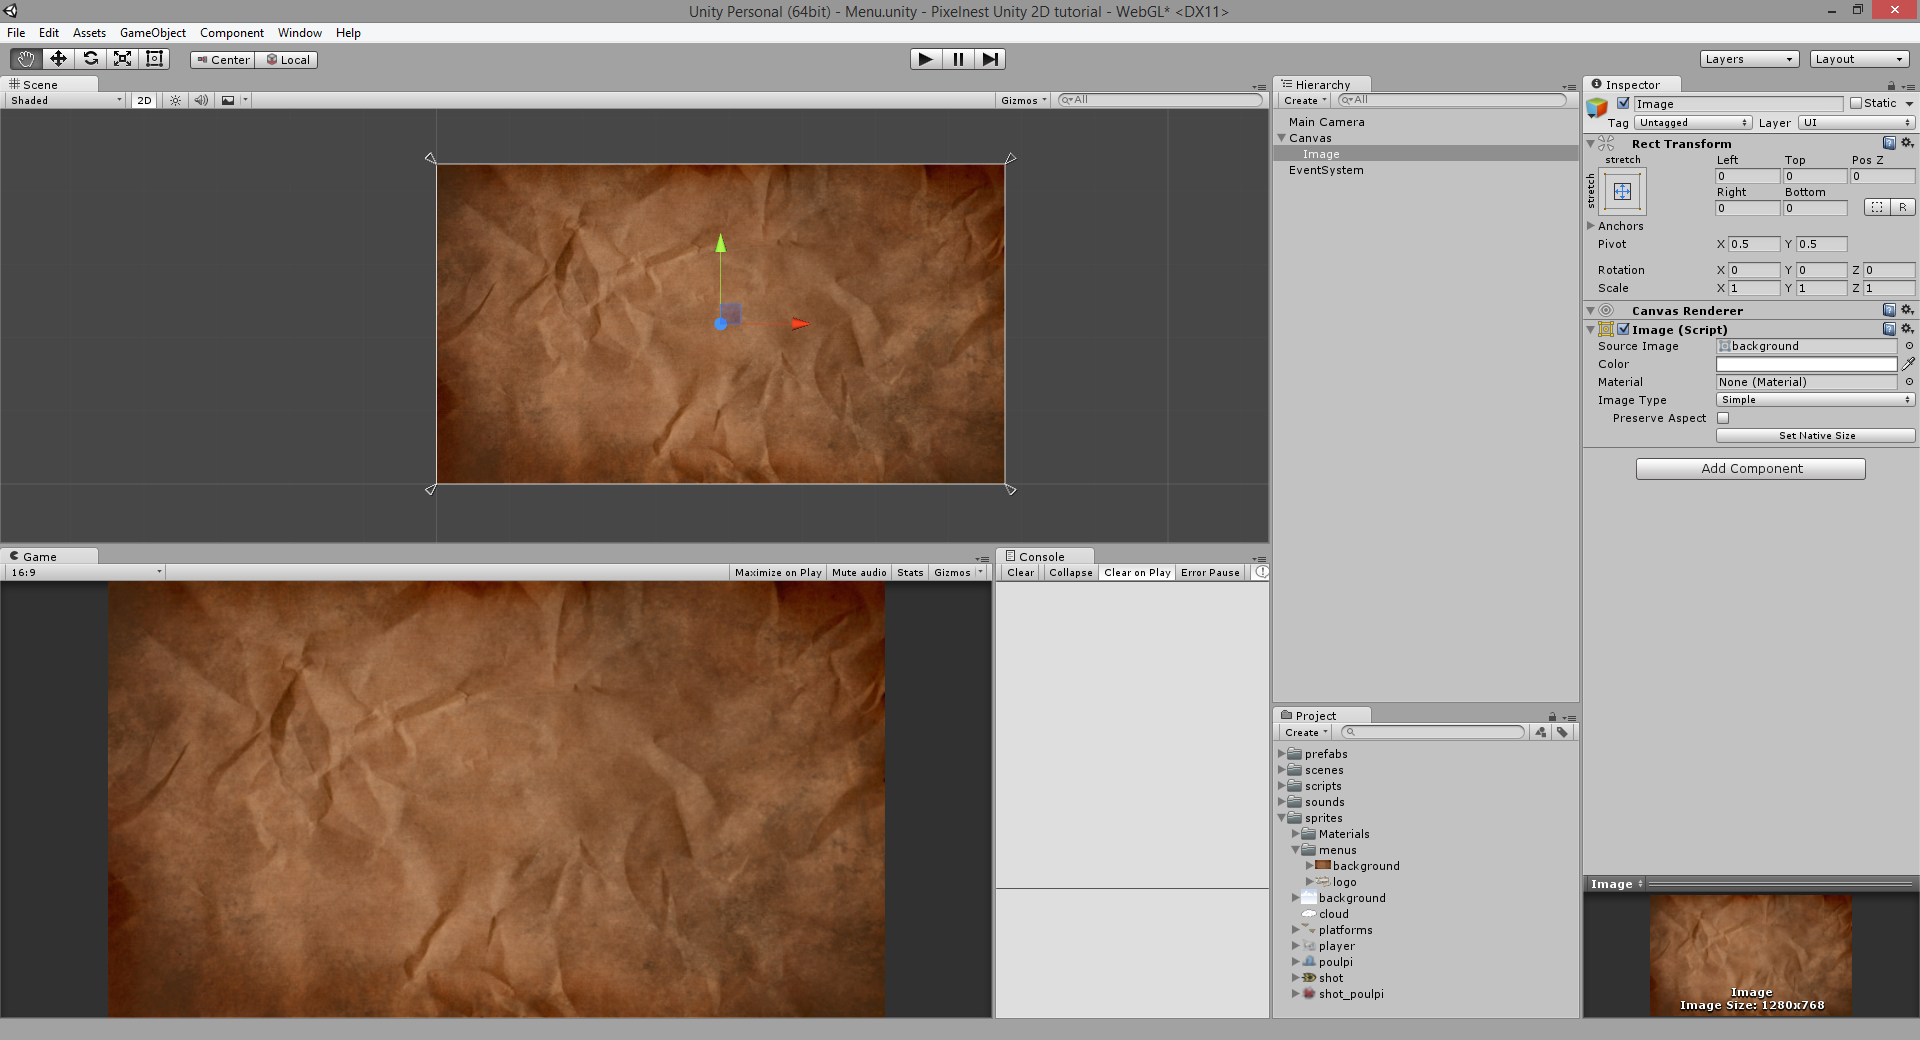 Unity Personal (64bit) - Menu.unity - Pixelnest Unity 2D tutorial - WebGL* <DX11>
File Edit Assets GameObject Component Window Help
Center Local Layers Layout
Scene
Shaded 2D Gizmos All
Hierarchy
Create All
Main Camera
Canvas
Image
EventSystem
Inspector
Image Static
Tag Untagged Layer UI
Rect Transform
stretch Left Top Pos Z
stretch
0 0 0
Right Bottom
0 0 R
Anchors
Pivot X 0.5 Y 0.5
Rotation X 0 Y 0 Z 0
Scale X 1 Y 1 Z 1
Canvas Renderer
Image (Script)
Source Image background
Color
Material None (Material)
Image Type Simple
Preserve Aspect
Set Native Size
Add Component
Game
16:9 Maximize on Play Mute audio Stats Gizmos
Console
Clear Collapse Clear on Play Error Pause
Project
Create
prefabs
scenes
scripts
sounds
sprites
Materials
menus
background
logo
background
cloud
platforms
player
poulpi
shot
shot_poulpi
Image
Image
Image Size: 1280x768